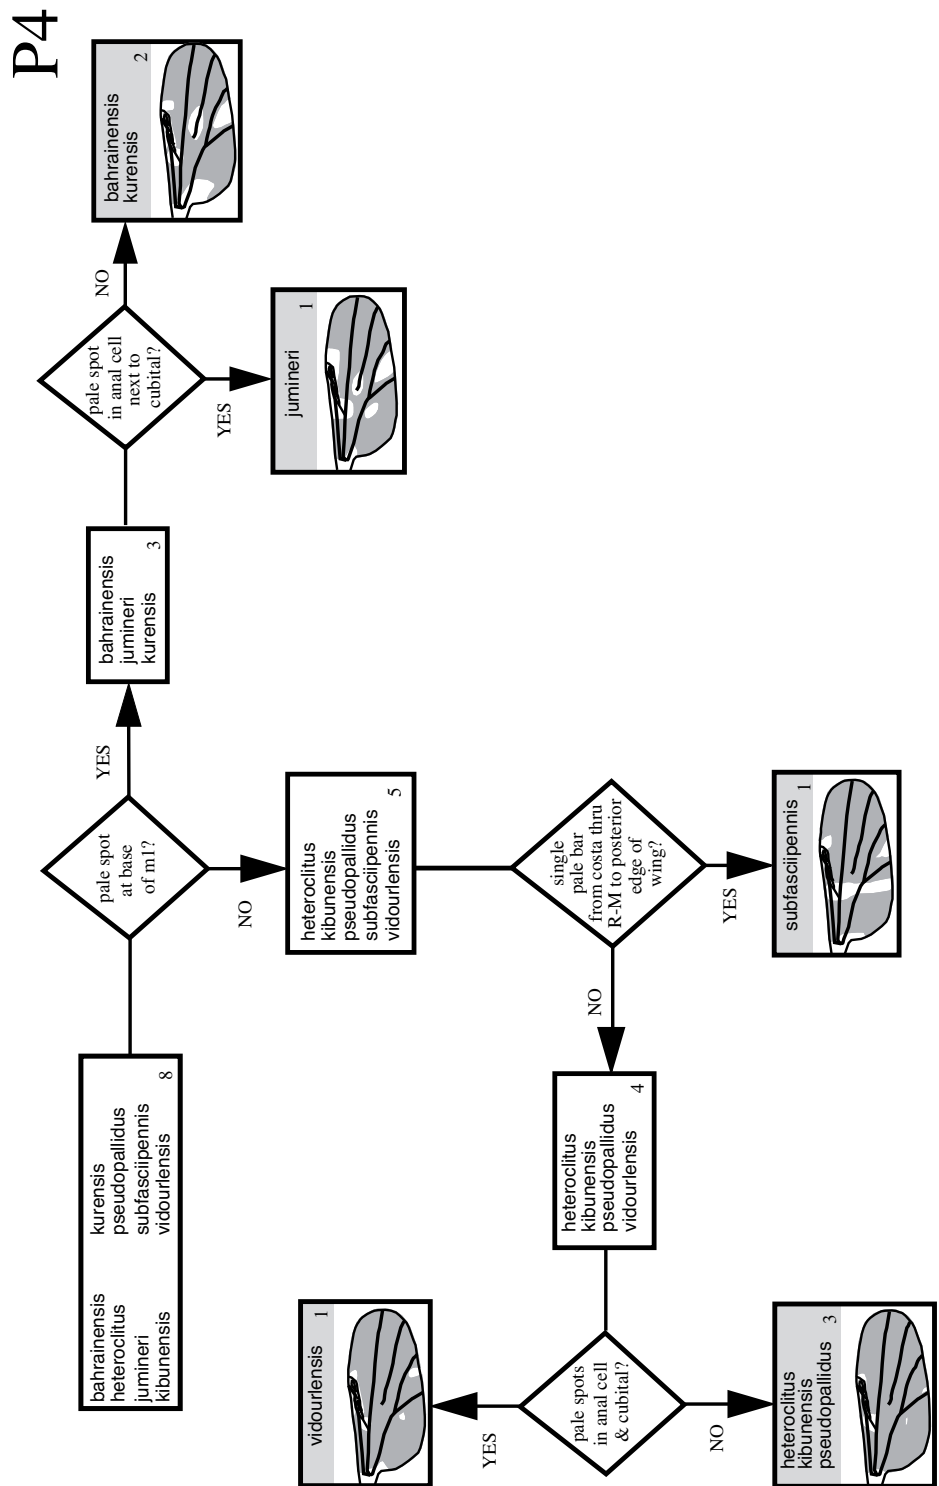 P4
bahrainensis
heteroclitus
jumineri
kibunensis
kurensis
pseudopallidus
subfasciipennis
vidourlensis
8
pale spot
at base
of m1?
YES
NO
bahrainensis
jumineri
kurensis
3
pale spot
in anal cell
next to
cubital?
NO
YES
bahrainensis
kurensis
2
jumineri
1
heteroclitus
kibunensis
pseudopallidus
subfasciipennis
vidourlensis
5
single
pale bar
from costa thru
R-M to posterior
edge of
wing?
NO
YES
subfasciipennis
1
heteroclitus
kibunensis
pseudopallidus
vidourlensis
4
pale spots
in anal cell
& cubital?
YES
NO
vidourlensis
1
heteroclitus
kibunensis
pseudopallidus
3